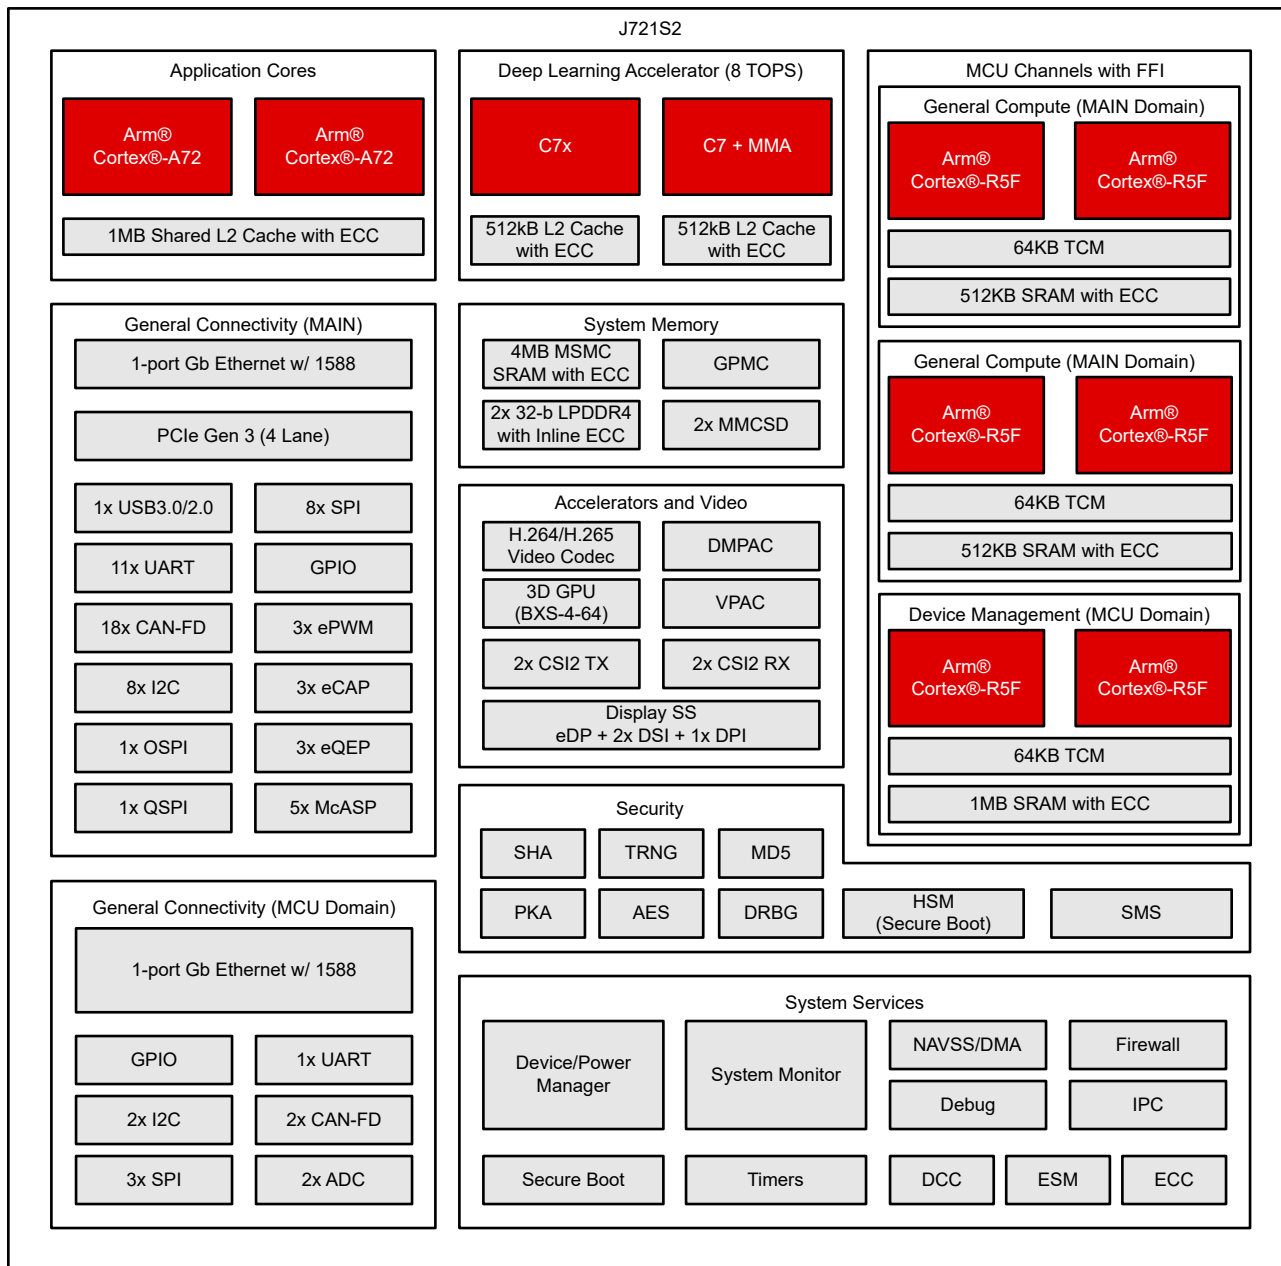 J721S2
Application Cores
Arm®
Cortex®-A72
Arm®
Cortex®-A72
1MB Shared L2 Cache with ECC
Deep Learning Accelerator (8 TOPS)
C7x
C7 + MMA
512kB L2 Cache
with ECC
512kB L2 Cache
with ECC
MCU Channels with FFI
General Compute (MAIN Domain)
Arm®
Cortex®-R5F
Arm®
Cortex®-R5F
64KB TCM
512KB SRAM with ECC
General Compute (MAIN Domain)
Arm®
Cortex®-R5F
Arm®
Cortex®-R5F
64KB TCM
512KB SRAM with ECC
Device Management (MCU Domain)
Arm®
Cortex®-R5F
Arm®
Cortex®-R5F
64KB TCM
1MB SRAM with ECC
General Connectivity (MAIN)
1-port Gb Ethernet w/ 1588
PCIe Gen 3 (4 Lane)
1x USB3.0/2.0
8x SPI
11x UART
GPIO
18x CAN-FD
3x ePWM
8x I2C
3x eCAP
1x OSPI
3x eQEP
1x QSPI
5x McASP
System Memory
4MB MSMC
SRAM with ECC
GPMC
2x 32-b LPDDR4
with Inline ECC
2x MMCSD
Accelerators and Video
H.264/H.265
Video Codec
DMPAC
3D GPU
(BXS-4-64)
VPAC
2x CSI2 TX
2x CSI2 RX
Display SS
eDP + 2x DSI + 1x DPI
Security
SHA
TRNG
MD5
PKA
AES
DRBG
HSM
(Secure Boot)
SMS
General Connectivity (MCU Domain)
1-port Gb Ethernet w/ 1588
GPIO
1x UART
2x I2C
2x CAN-FD
3x SPI
2x ADC
System Services
Device/Power
Manager
System Monitor
NAVSS/DMA
Firewall
Debug
IPC
Secure Boot
Timers
DCC
ESM
ECC